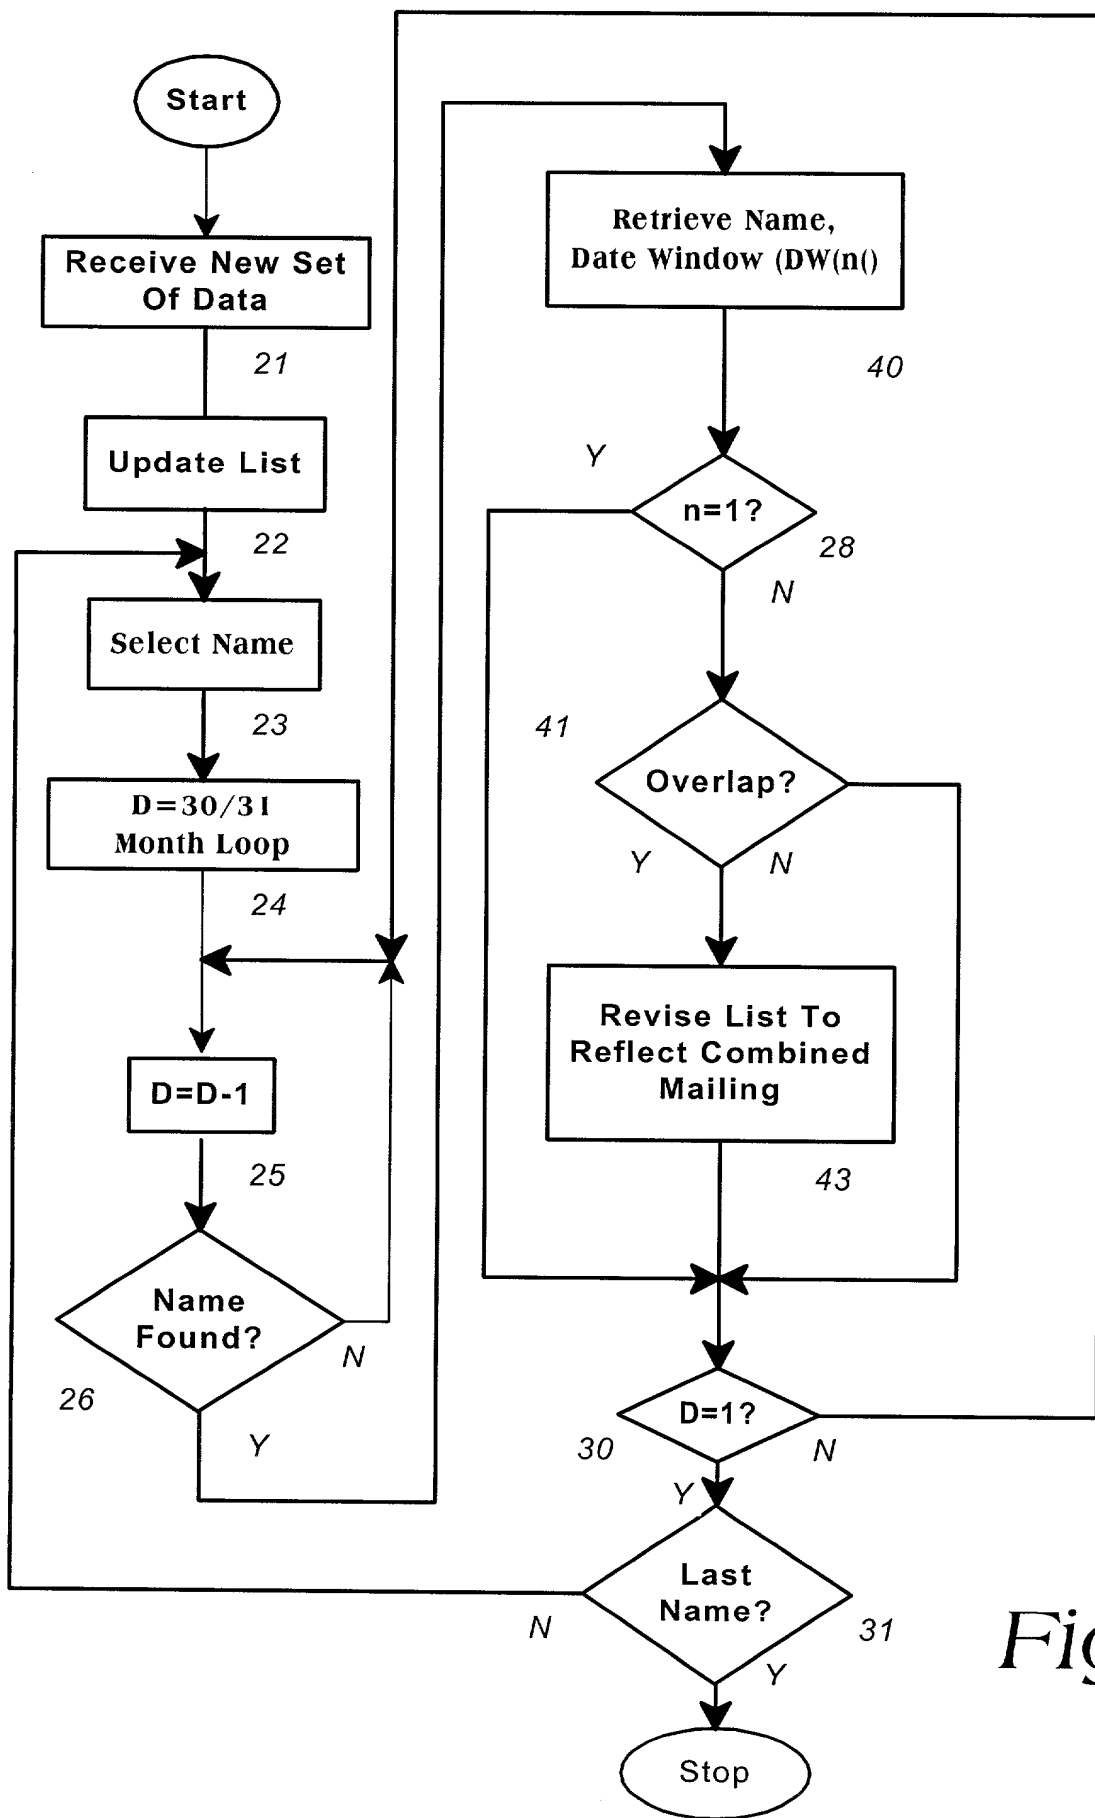 Start
Receive New Set
Of Data
21
Update List
22
Select Name
23
D=30/31
Month Loop
24
D=D-1
25
Name
Found?
N
26
Y
Retrieve Name,
Date Window (DW(n()
40
Y
n=1?
28
N
41
Overlap?
Y
N
Revise List To
Reflect Combined
Mailing
43
D=1?
30
N
Y
Last
Name?
N
31
Y
Stop